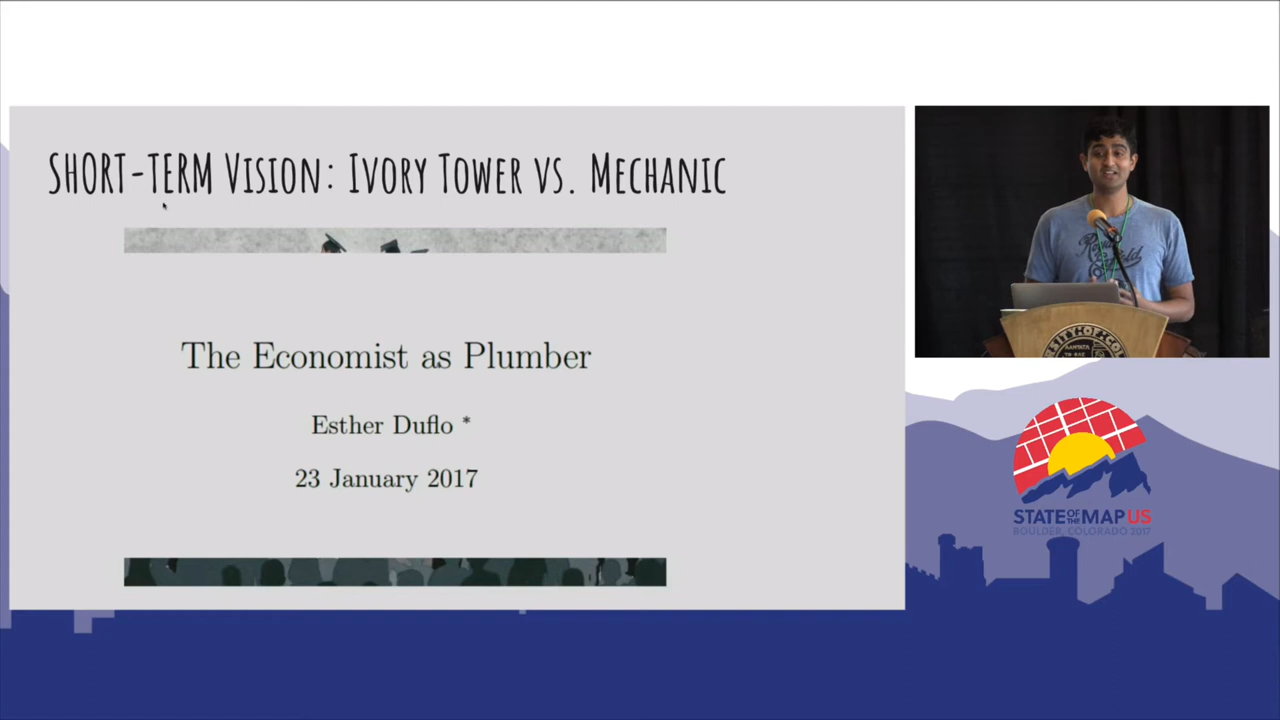 SHORT-TERM VISION: IVORY TOWER VS. MECHANIC
The Economist as Plumber
Esther Duflo *
23 January 2017
STATE OF THE MAP US
BOULDER, COLORADO 2017